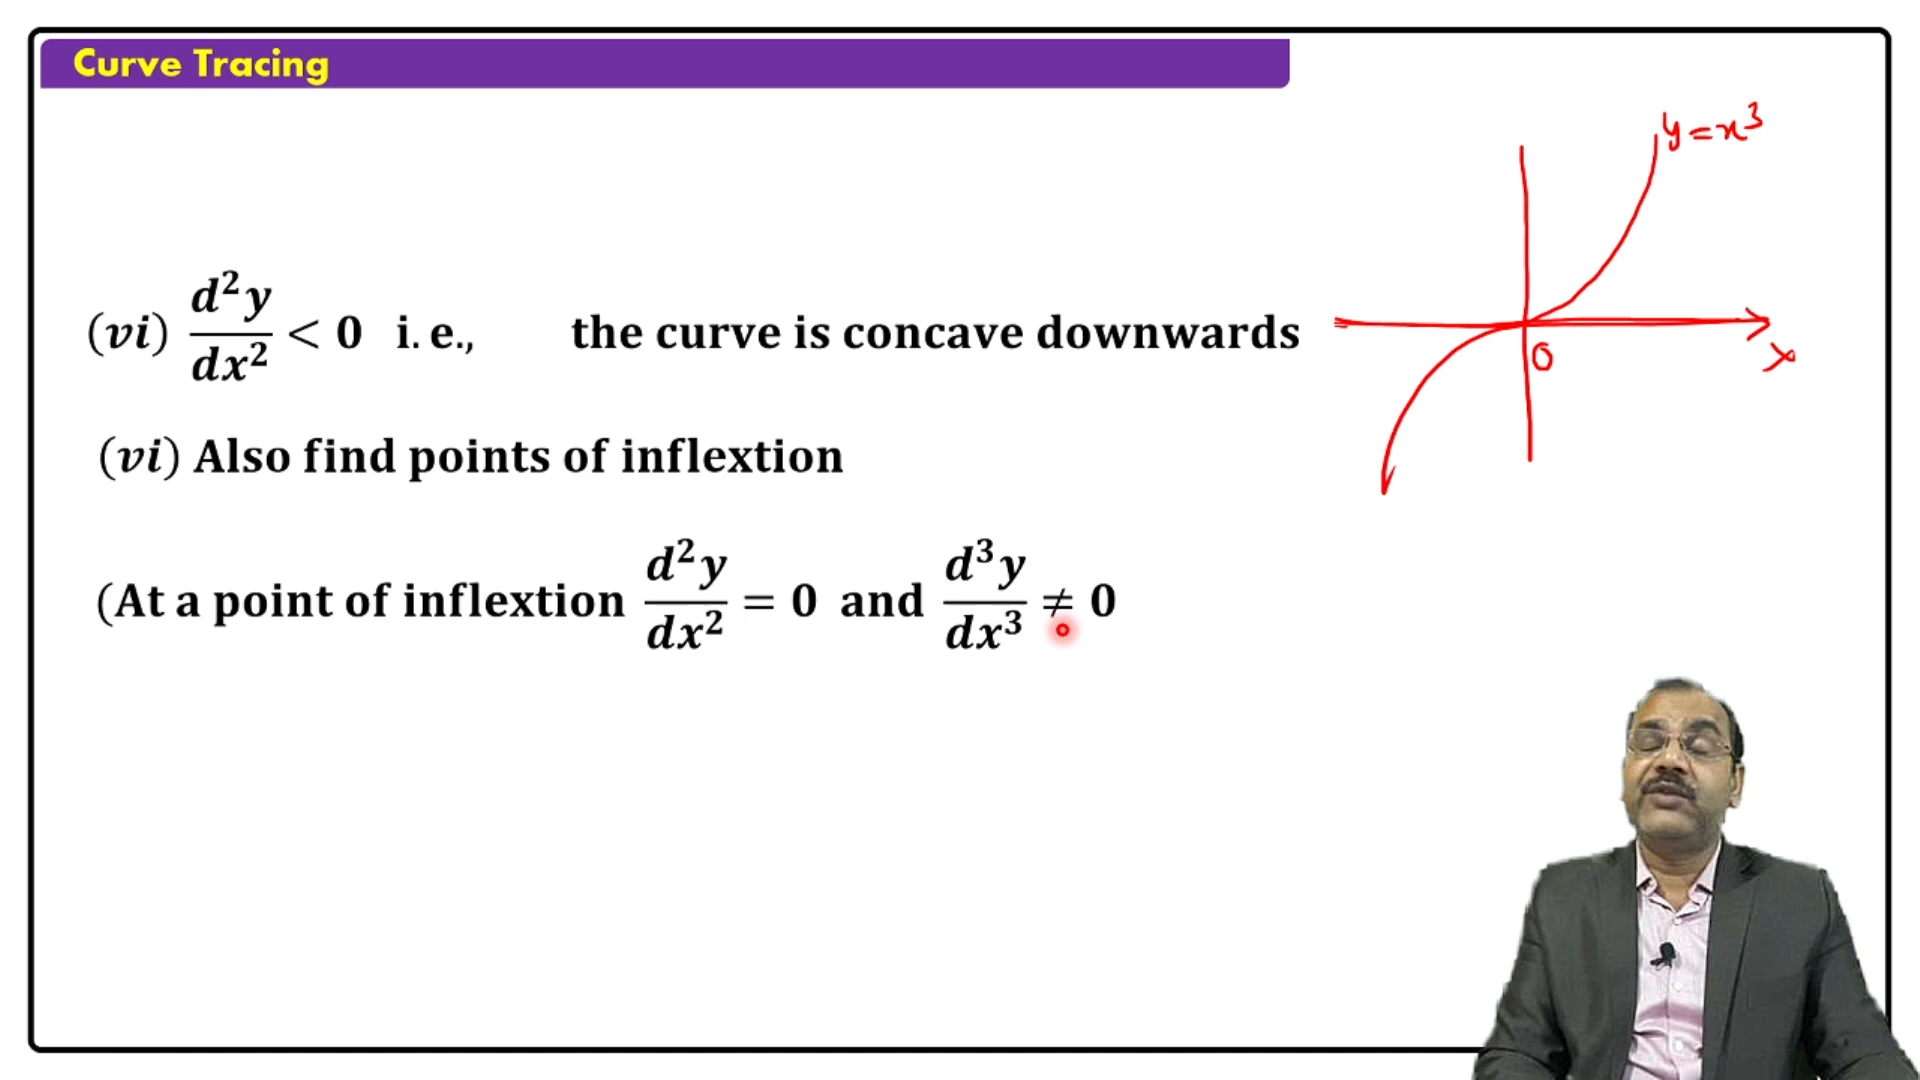 Curve Tracing
y=x³
(vi) d²y/dx² < 0 i.e., the curve is concave downwards
0
x
(vi) Also find points of inflextion
(At a point of inflextion d²y/dx² = 0 and d³y/dx³ ≠ 0